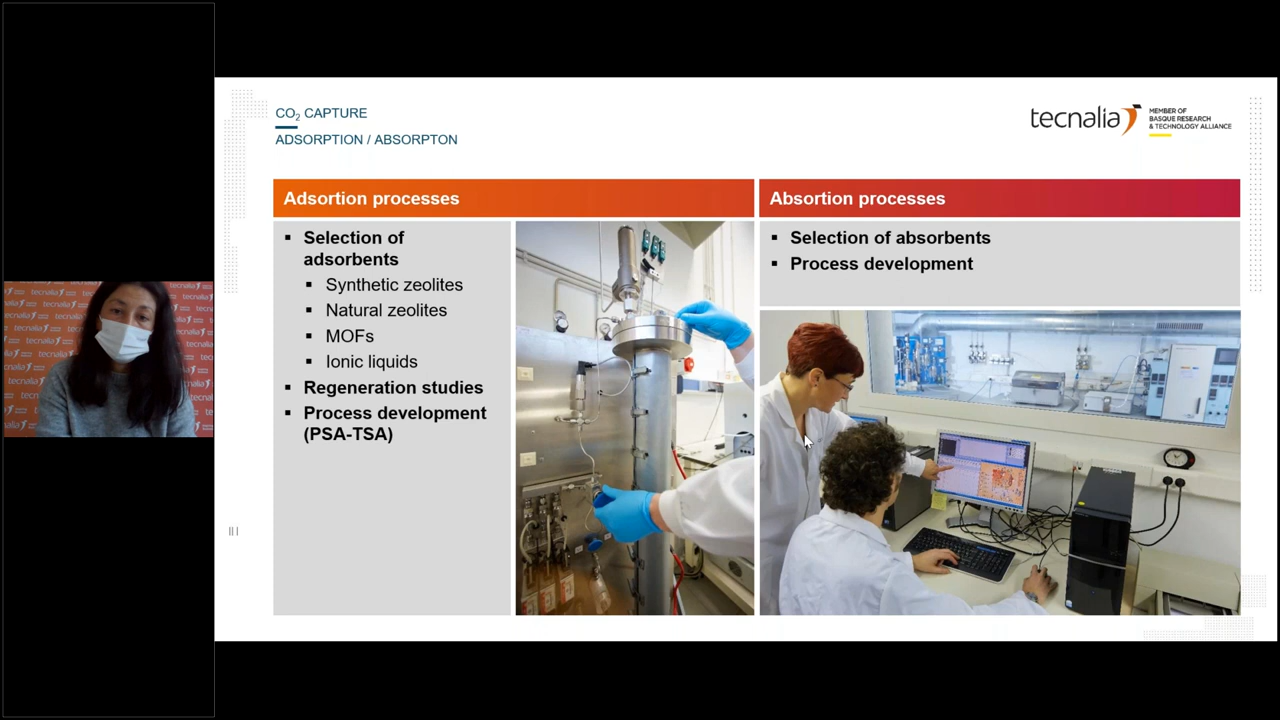 CO2 CAPTURE
ADSORPTION / ABSORPTON
tecnalia
MEMBER OF
BASQUE RESEARCH
& TECHNOLOGY ALLIANCE
Adsortion processes
Absortion processes
▪ Selection of
adsorbents
▪ Synthetic zeolites
▪ Natural zeolites
▪ MOFs
▪ Ionic liquids
▪ Regeneration studies
▪ Process development
(PSA-TSA)
▪ Selection of absorbents
▪ Process development
tecnalia